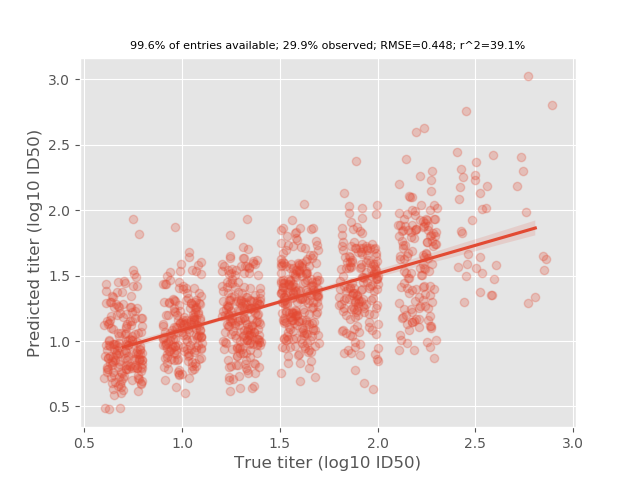 99.6% of entries available; 29.9% observed; RMSE=0.448; r^2=39.1%
Predicted titer (log10 ID50)
3.0
2.5
2.0
1.5
1.0
0.5
0.5 1.0 1.5 2.0 2.5 3.0
True titer (log10 ID50)